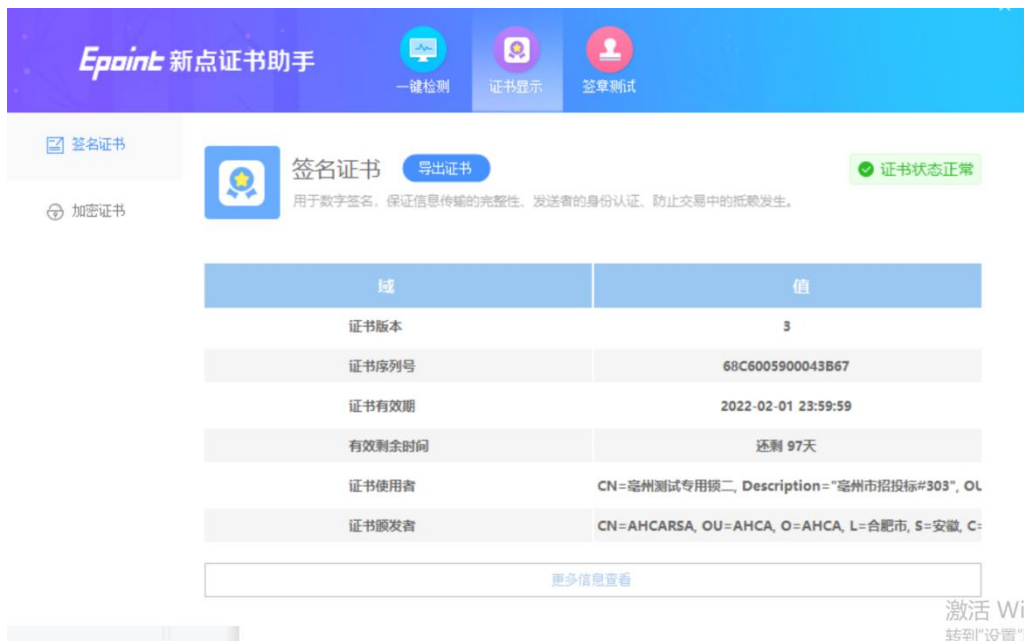 Epoint 新点证书助手
一键检测
证书显示
签章测试
签名证书
加密证书
签名证书
导出证书
证书状态正常
用于数字签名，保证信息传输的完整性、发送者的身份认证、防止交易中的抵赖发生。
域 值
证书版本 3
证书序列号 68C6005900043B67
证书有效期 2022-02-01 23:59:59
有效剩余时间 还剩 97天
证书使用者 CN=亳州测试专用锁二, Description="亳州市招投标#303", OU
证书颁发者 CN=AHCARSA, OU=AHCA, O=AHCA, L=合肥市, S=安徽, C=
更多信息查看
激活 Wi
转到"设置"